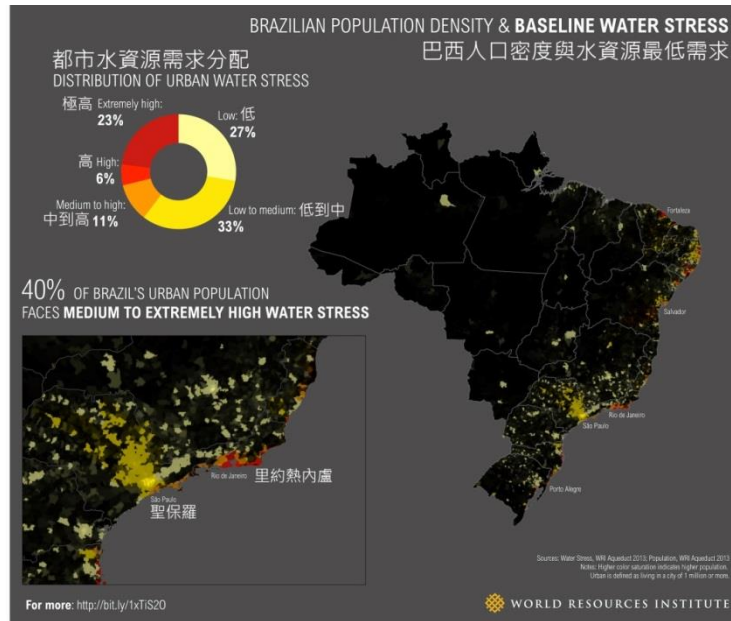 BRAZILIAN POPULATION DENSITY & BASELINE WATER STRESS
巴西人口密度與水資源最低需求
都市水資源需求分配
DISTRIBUTION OF URBAN WATER STRESS
極高 Extremely high:
23%
Low: 低
27%
高 High:
6%
Medium to high:
中到高 11%
Low to medium: 低到中
33%
40% OF BRAZIL'S URBAN POPULATION
FACES MEDIUM TO EXTREMELY HIGH WATER STRESS
Fortaleza
Salvador
Rio de Janeiro
São Paulo
Porto Alegre
Rio de Janeiro 里約熱內盧
São Paulo
聖保羅
Sources: Water Stress, WRI Aqueduct 2013; Population, WRI Aqueduct 2013
Notes: Higher color saturation indicates higher population.
Urban is defined as living in a city of 1 million or more.
For more: http://bit.ly/1xTiS2O
WORLD RESOURCES INSTITUTE